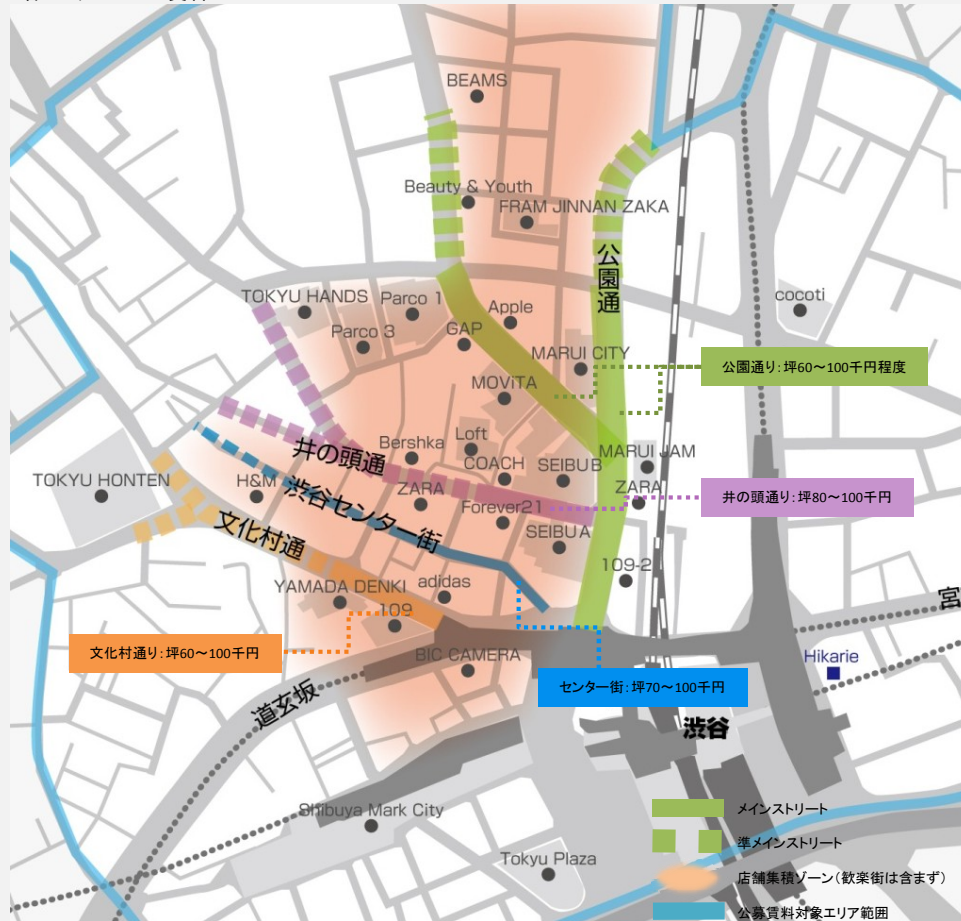 BEAMS
Beauty & Youth
FRAM JINNAN ZAKA
公園通
cocoti
TOKYU HANDS
Parco 1
Apple
Parco 3
GAP
MARUI CITY
公園通り:坪60～100千円程度
MOViTA
Bershka
Loft
井の頭通
COACH
SEIBU B
MARUI JAM
TOKYU HONTEN
H&M
ZARA
ZARA
井の頭通り:坪80～100千円
渋谷センター街
Forever21
文化村通
SEIBU A
109-2
YAMADA DENKI
adidas
宮
109
文化村通り:坪60～100千円
BIC CAMERA
Hikarie
センター街:坪70～100千円
道玄坂
渋谷
Shibuya Mark City
メインストリート
準メインストリート
Tokyu Plaza
店舗集積ゾーン(歓楽街は含まず)
公募賃料対象エリア範囲